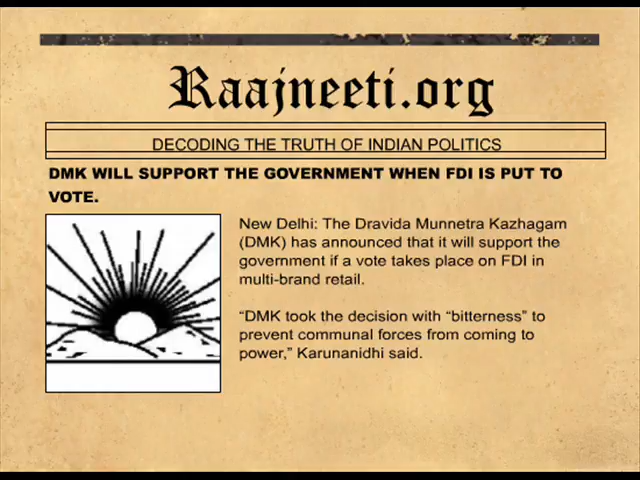 Raajneeti.org
DECODING THE TRUTH OF INDIAN POLITICS
DMK WILL SUPPORT THE GOVERNMENT WHEN FDI IS PUT TO
VOTE.
New Delhi: The Dravida Munnetra Kazhagam
(DMK) has announced that it will support the
government if a vote takes place on FDI in
multi-brand retail.
“DMK took the decision with “bitterness” to
prevent communal forces from coming to
power,” Karunanidhi said.